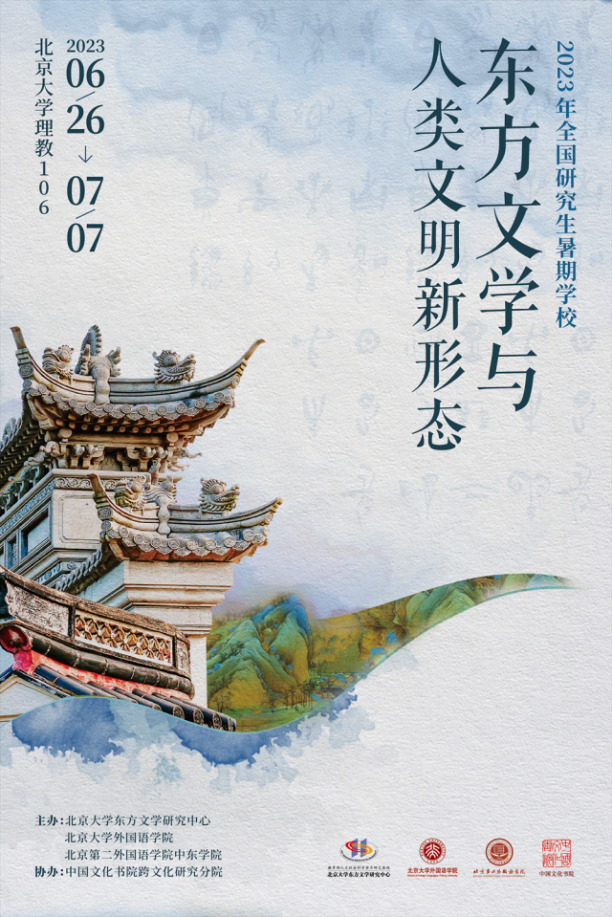 2023年全国研究生暑期学校
东方文学与
人类文明新形态
2023
06/26
↓
07/07
北京大学理教106
主办:北京大学东方文学研究中心
北京大学外国语学院
北京第二外国语学院中东学院
协办:中国文化书院跨文化研究分院
北京大学东方文学研究中心
北京大学外国语学院
中国文化书院